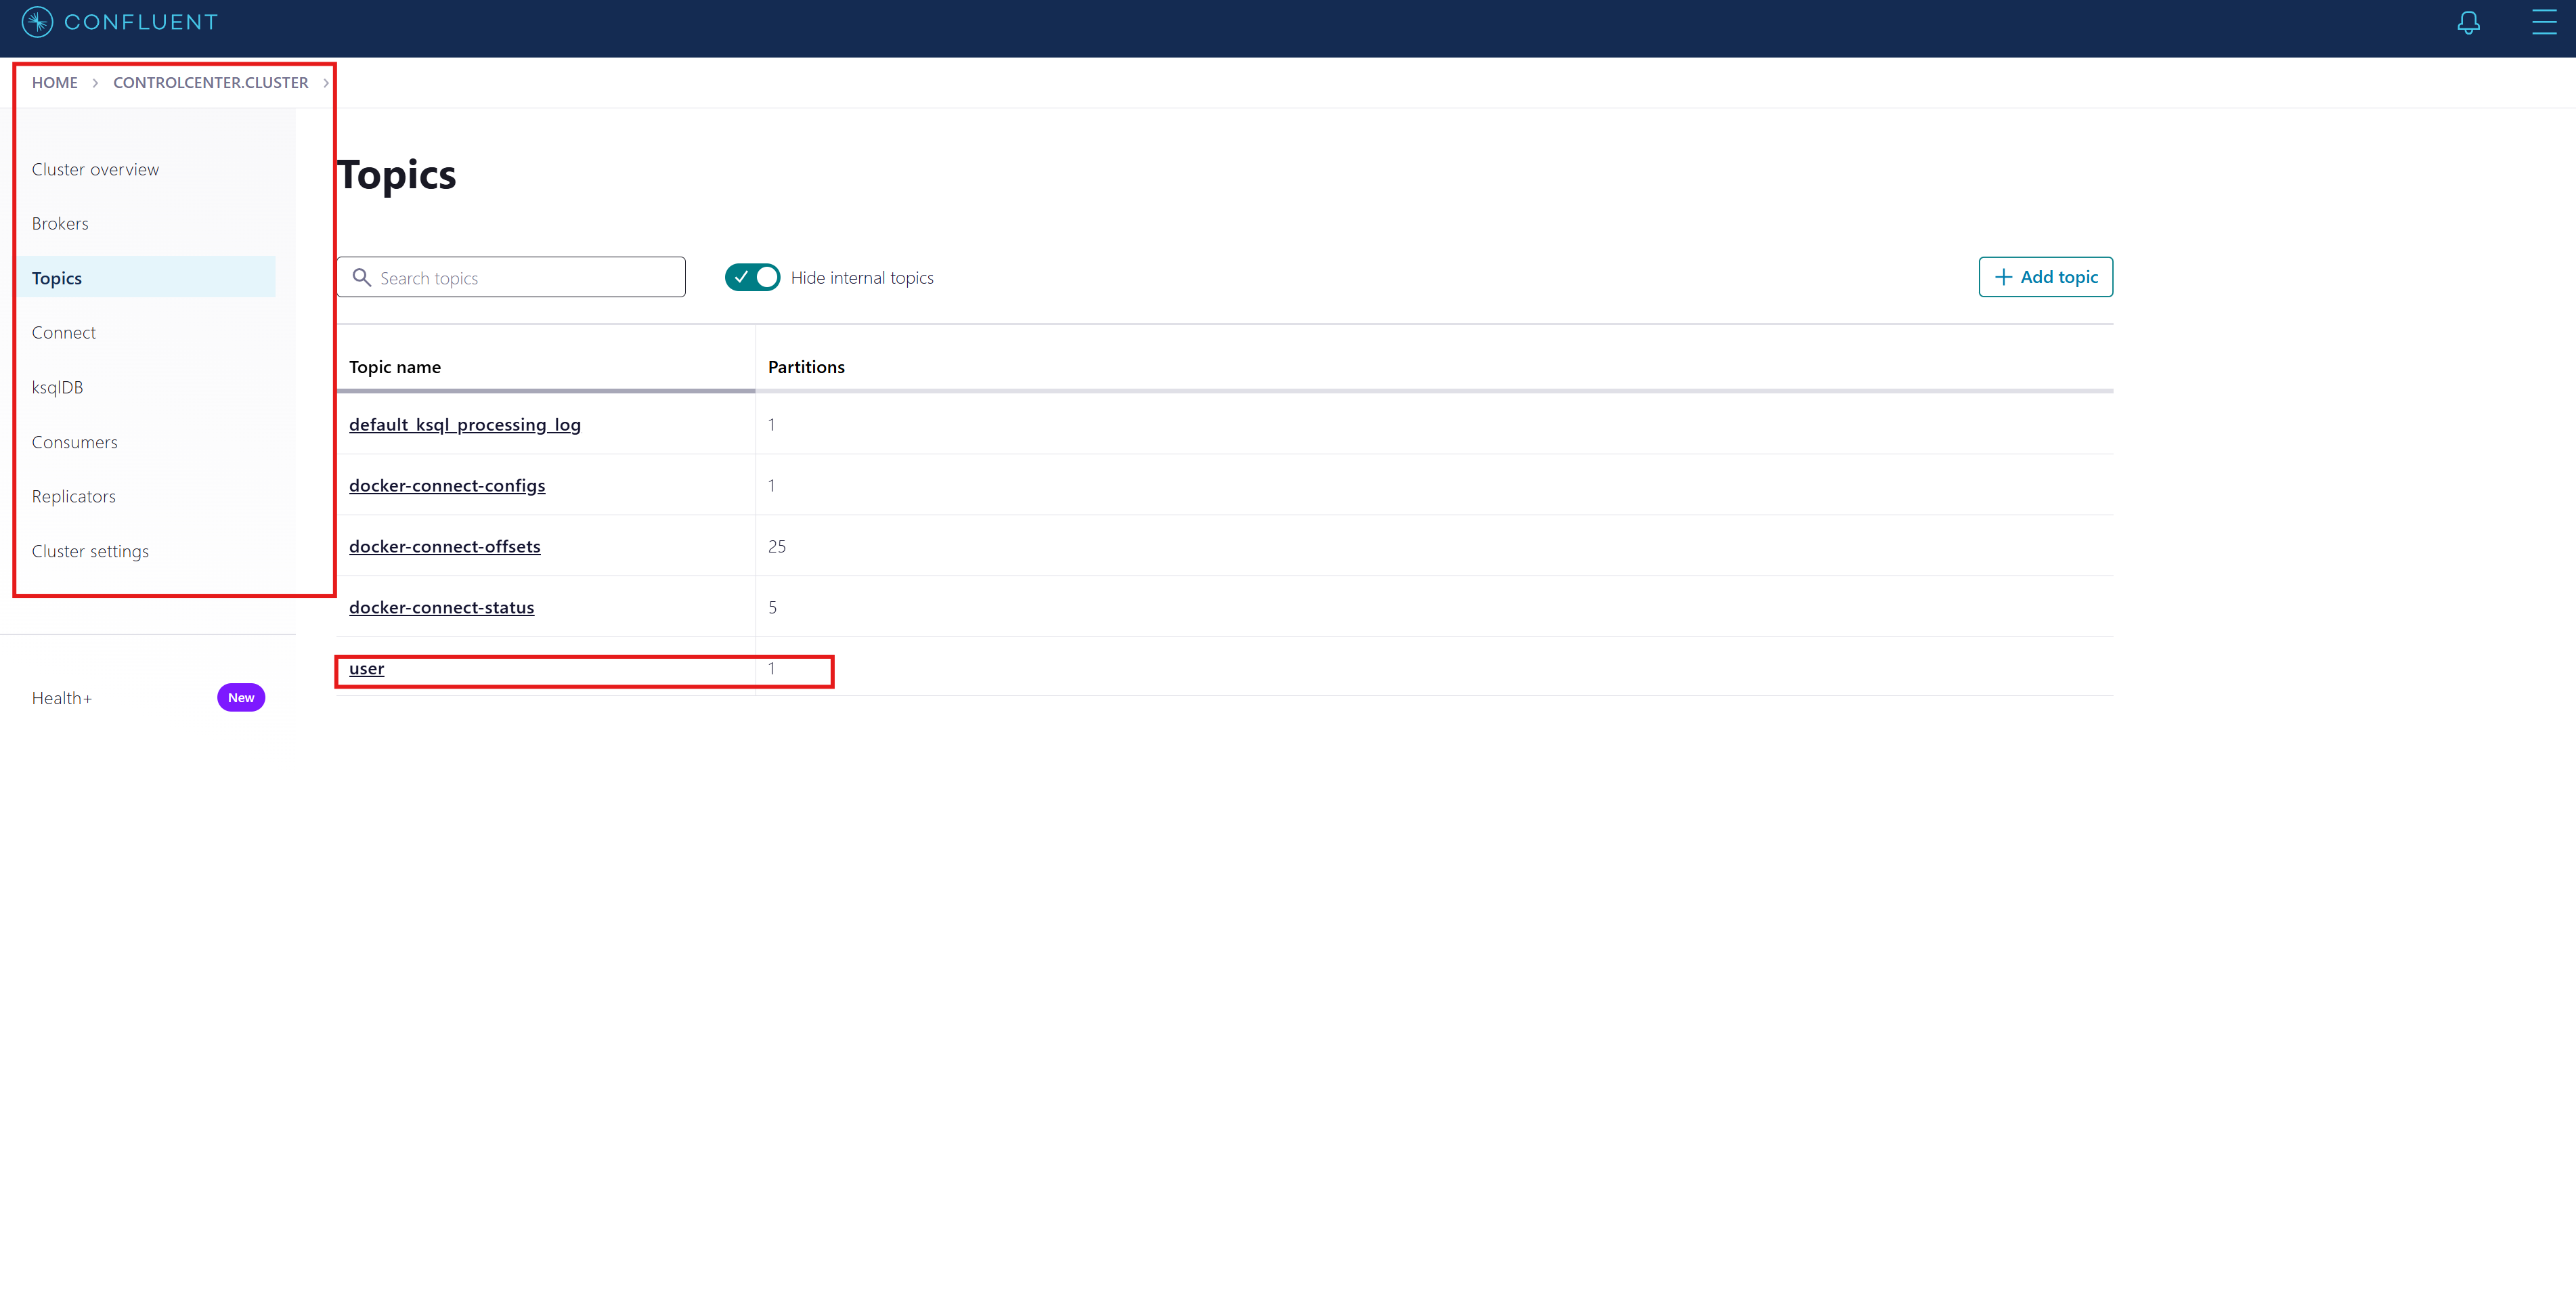 CONFLUENT
HOME > CONTROLCENTER.CLUSTER >
Cluster overview
Brokers
Topics
Connect
ksqlDB
Consumers
Replicators
Cluster settings
Health+ New
Topics
Search topics Hide internal topics + Add topic
Topic name Partitions
default_ksql_processing_log 1
docker-connect-configs 1
docker-connect-offsets 25
docker-connect-status 5
user 1